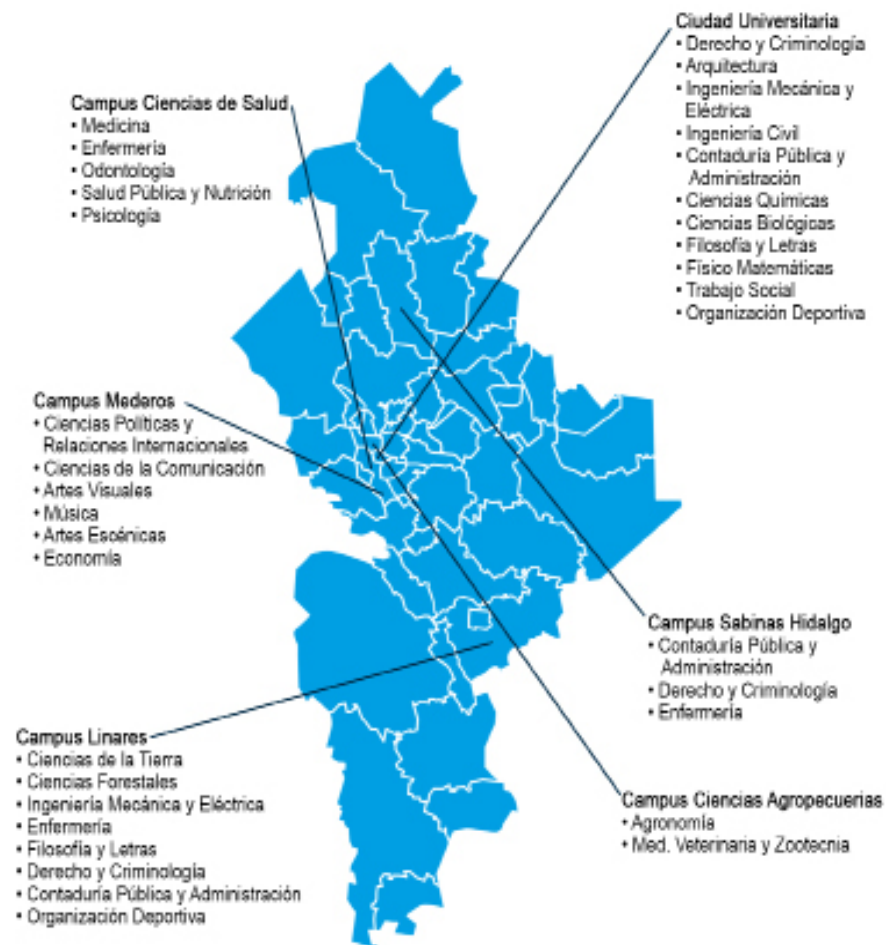 Ciudad Universitaria
• Derecho y Criminología
• Arquitectura
• Ingeniería Mecánica y
Eléctrica
• Ingeniería Civil
• Contaduría Pública y
Administración
• Ciencias Químicas
• Ciencias Biológicas
• Filosofía y Letras
• Físico Matemáticas
• Trabajo Social
• Organización Deportiva
Campus Ciencias de Salud
• Medicina
• Enfermería
• Odontología
• Salud Pública y Nutrición
• Psicología
Campus Mederos
• Ciencias Políticas y
Relaciones Internacionales
• Ciencias de la Comunicación
• Artes Visuales
• Música
• Artes Escénicas
• Economía
Campus Sabinas Hidalgo
• Contaduría Pública y
Administración
• Derecho y Criminología
• Enfermería
Campus Linares
• Ciencias de la Tierra
• Ciencias Forestales
• Ingeniería Mecánica y Eléctrica
• Enfermería
• Filosofía y Letras
• Derecho y Criminología
• Contaduría Pública y Administración
• Organización Deportiva
Campus Ciencias Agropecuerias
• Agronomía
• Med. Veterinaria y Zootecnia